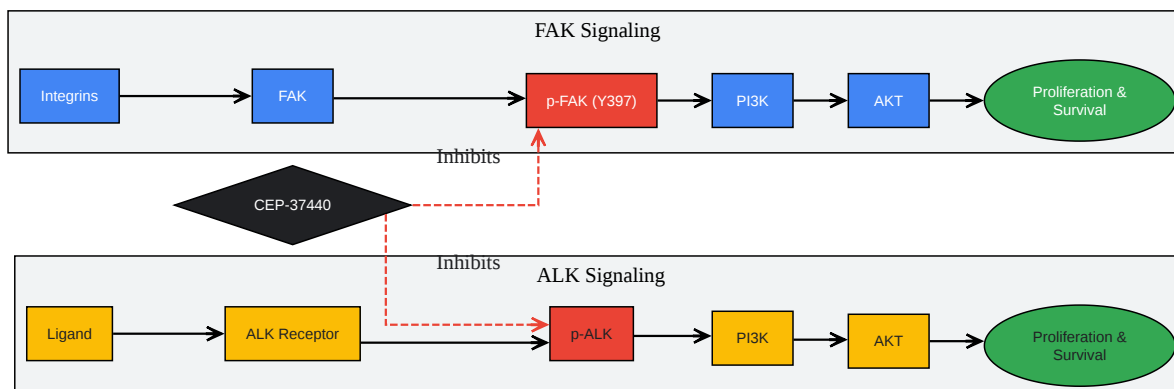 FAK Signaling
Integrins
FAK
p-FAK (Y397)
PI3K
AKT
Proliferation &
Survival
Inhibits
CEP-37440
Inhibits
ALK Signaling
Ligand
ALK Receptor
p-ALK
PI3K
AKT
Proliferation &
Survival